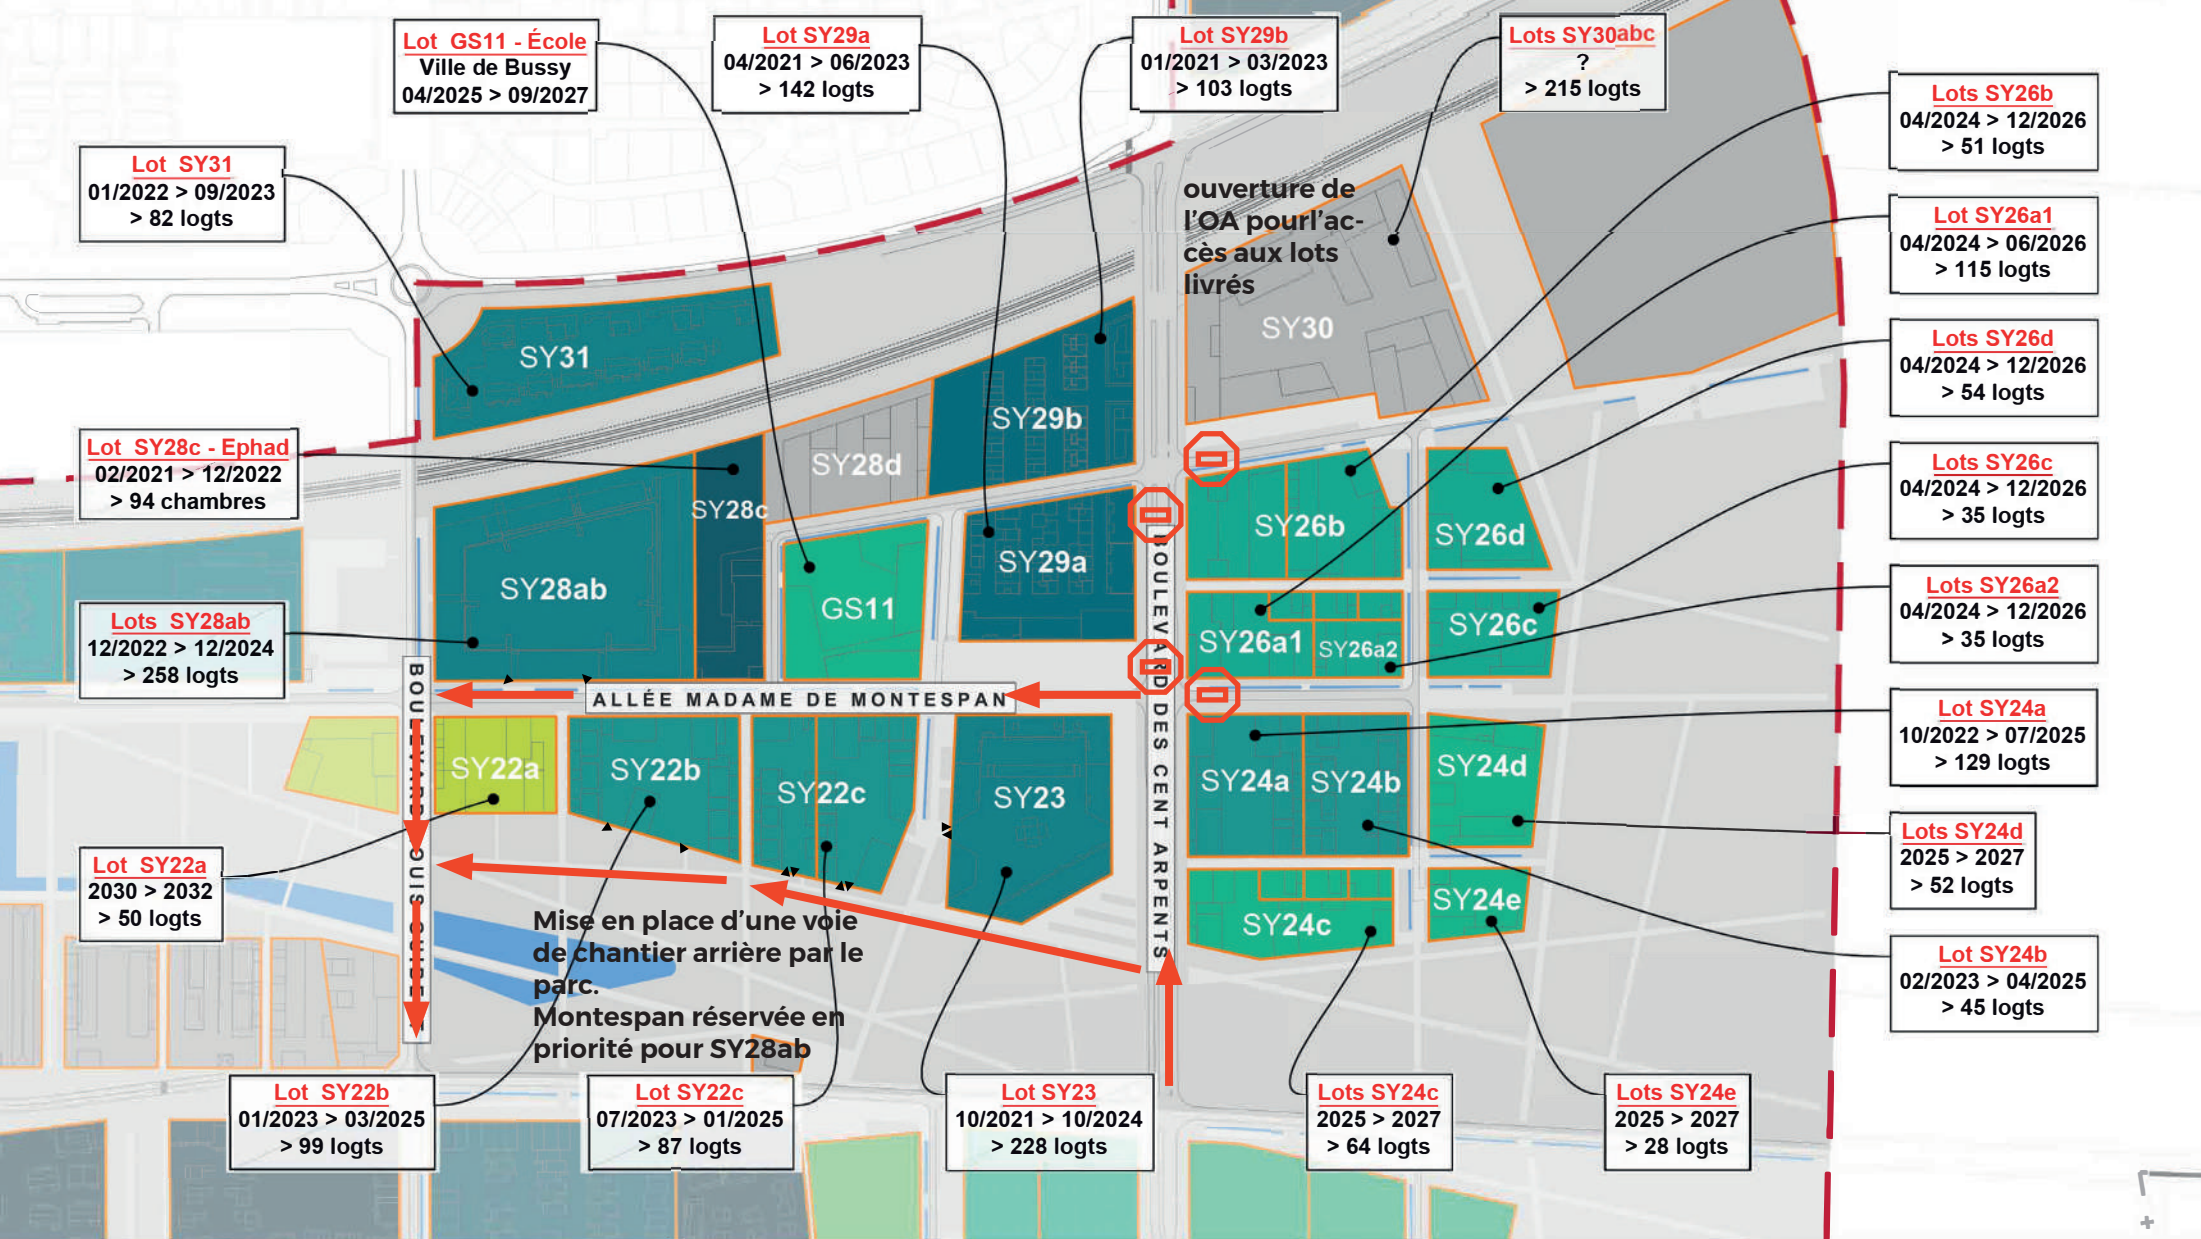 Lot GS11 - École
Ville de Bussy
04/2025 > 09/2027
Lot SY29a
04/2021 > 06/2023
> 142 logts
Lot SY29b
01/2021 > 03/2023
> 103 logts
Lots SY30abc
?
> 215 logts
Lots SY26b
04/2024 > 12/2026
> 51 logts
Lot SY31
01/2022 > 09/2023
> 82 logts
ouverture de
l'OA pourl'ac-
cès aux lots
livrés
Lot SY26a1
04/2024 > 06/2026
> 115 logts
Lots SY26d
04/2024 > 12/2026
> 54 logts
Lot SY28c - Ephad
02/2021 > 12/2022
> 94 chambres
Lots SY26c
04/2024 > 12/2026
> 35 logts
Lots SY26a2
04/2024 > 12/2026
> 35 logts
Lots SY28ab
12/2022 > 12/2024
> 258 logts
SY31
SY30
SY29b
SY28d
SY28c
SY26b
SY26d
SY29a
SY28ab
GS11
SY26a1
SY26a2
SY26c
ALLÉE MADAME DE MONTESPAN
BOULEVARD DES CENT ARPENTS
Lot SY24a
10/2022 > 07/2025
> 129 logts
SY22a
SY22b
SY22c
SY23
SY24a
SY24b
SY24d
SY24c
SY24e
Lots SY24d
2025 > 2027
> 52 logts
Lot SY22a
2030 > 2032
> 50 logts
Mise en place d'une voie
de chantier arrière par le
parc.
Montespan réservée en
priorité pour SY28ab
Lot SY24b
02/2023 > 04/2025
> 45 logts
Lot SY22b
01/2023 > 03/2025
> 99 logts
Lot SY22c
07/2023 > 01/2025
> 87 logts
Lot SY23
10/2021 > 10/2024
> 228 logts
Lots SY24c
2025 > 2027
> 64 logts
Lots SY24e
2025 > 2027
> 28 logts